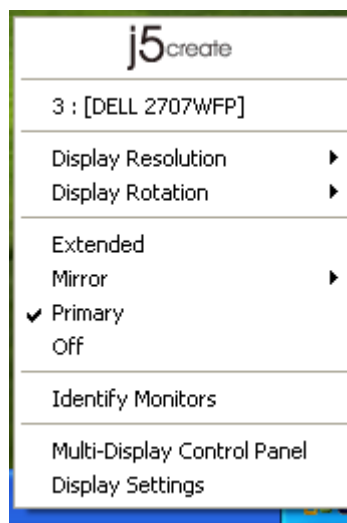 j5create
3 : [DELL 2707WFP]
Display Resolution
Display Rotation
Extended
Mirror
Primary
Off
Identify Monitors
Multi-Display Control Panel
Display Settings